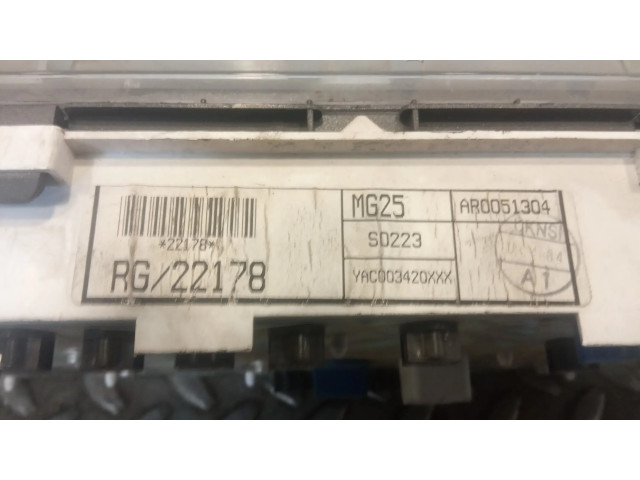 *22178*
RG/22178
MG25
SD223
YAC003420XXX
AR0051304
A1